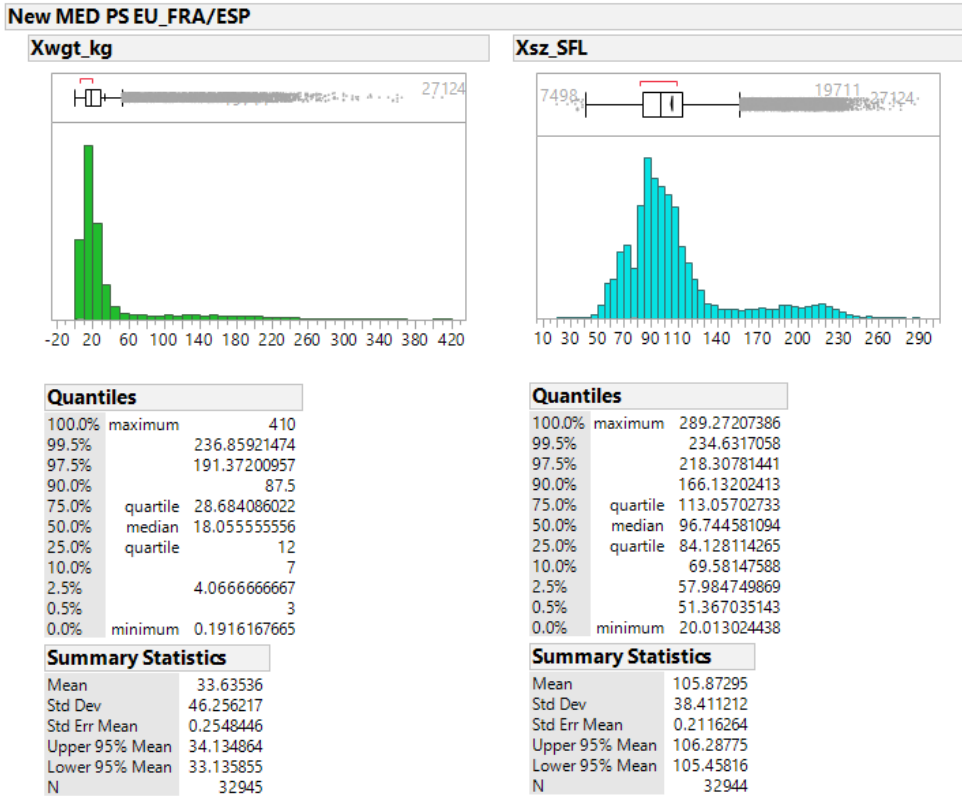 New MED PS EU_FRA/ESP
Xwgt_kg
27124
-20 20 60 100 140 180 220 260 300 340 380 420
Quantiles
100.0% maximum 410
99.5% 236.85921474
97.5% 191.37200957
90.0% 87.5
75.0% quartile 28.684086022
50.0% median 18.055555556
25.0% quartile 12
10.0% 7
2.5% 4.0666666667
0.5% 3
0.0% minimum 0.1916167665
Summary Statistics
Mean 33.63536
Std Dev 46.256217
Std Err Mean 0.2548446
Upper 95% Mean 34.134864
Lower 95% Mean 33.135855
N 32945
Xsz_SFL
7498 19711 27124
10 30 50 70 90 110 140 170 200 230 260 290
Quantiles
100.0% maximum 289.27207386
99.5% 234.6317058
97.5% 218.30781441
90.0% 166.13202413
75.0% quartile 113.05702733
50.0% median 96.744581094
25.0% quartile 84.128114265
10.0% 69.58147588
2.5% 57.984749869
0.5% 51.367035143
0.0% minimum 20.013024438
Summary Statistics
Mean 105.87295
Std Dev 38.411212
Std Err Mean 0.2116264
Upper 95% Mean 106.28775
Lower 95% Mean 105.45816
N 32944